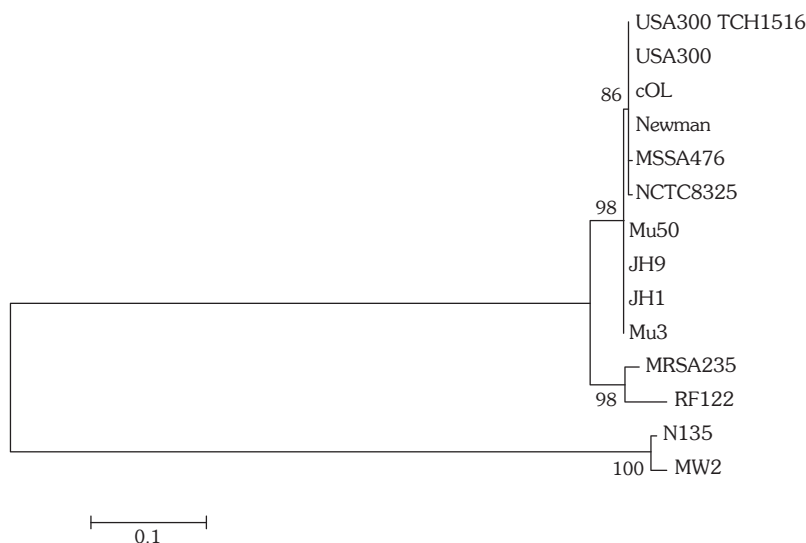 USA300 TCH1516
USA300
86
cOL
Newman
MSSA476
NCTC8325
98
Mu50
JH9
JH1
Mu3
MRSA235
98
RF122
N135
100
MW2
0.1